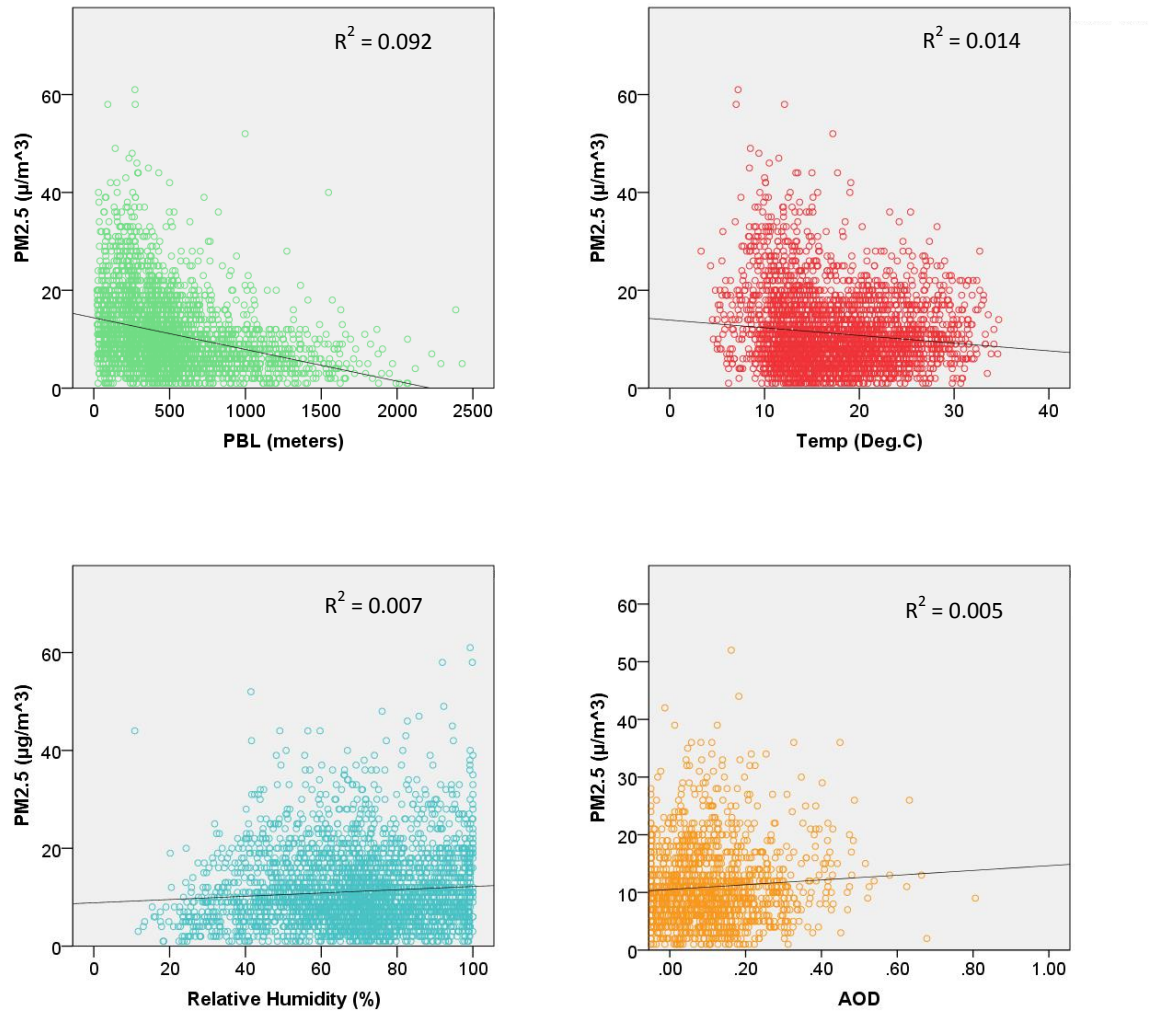 R² = 0.092
PM2.5 (µ/m^3)
60
40
20
0
0 500 1000 1500 2000 2500
PBL (meters)
R² = 0.014
PM2.5 (µ/m^3)
60
40
20
0
0 10 20 30 40
Temp (Deg.C)
R² = 0.007
PM2.5 (µg/m^3)
60
40
20
0
0 20 40 60 80 100
Relative Humidity (%)
R² = 0.005
PM2.5 (µ/m^3)
60
50
40
30
20
10
0
.00 .20 .40 .60 .80 1.00
AOD